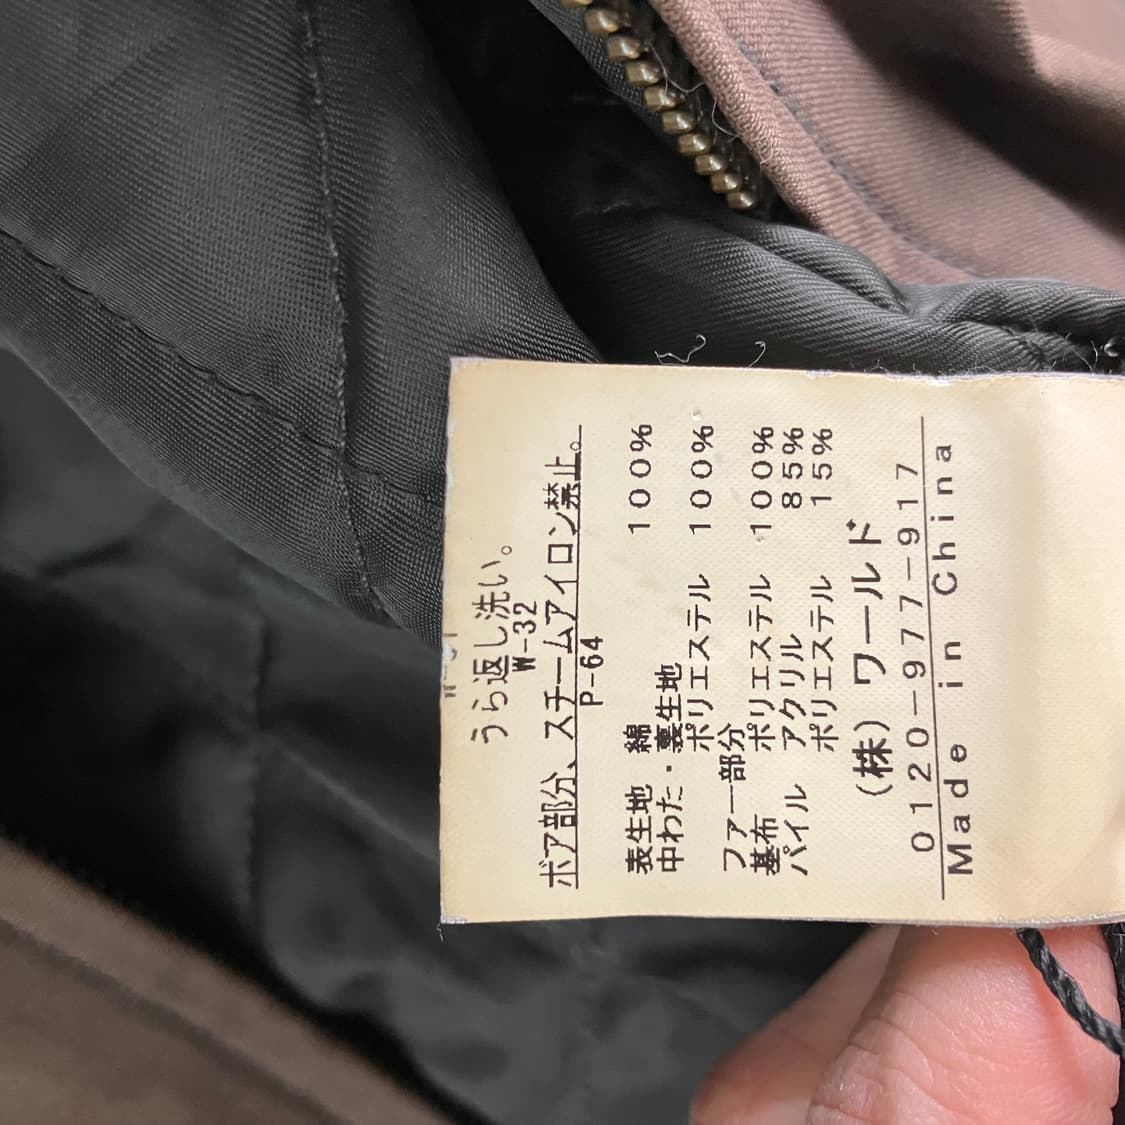 うら返し洗い。
W-32
ボア部分、スチームアイロン禁止。
P-64
表生地 綿 100%
中わた・裏生地
ポリエステル 100%
ファー部分
基布 ポリエステル 100%
パイル アクリル 85%
ポリエステル 15%
(株)ワールド
0120-977-917
Made in China